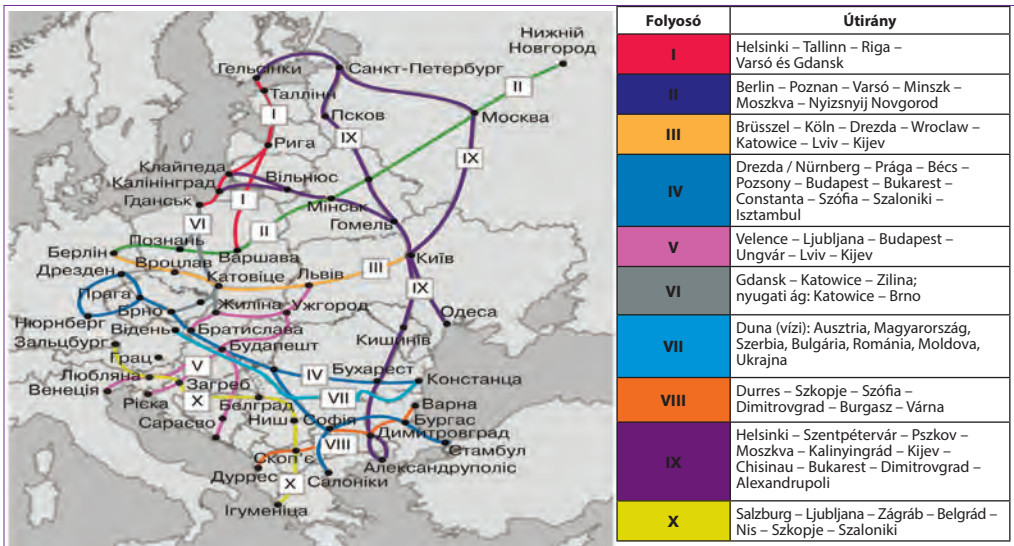 Нижній
Новгород
Гельсінки
Санкт-Петербург
II
Таллінн
I
Псков
Москва
IX
IX
Рига
Клайпеда
Калінінград
Вільнюс
Гданськ
I
Мінськ
Гомель
VI
II
Познань
Берлін
Варшава
Київ
Дрезден
Вроцлав
Львів
III
Катовіце
Прага
Жиліна
Ужгород
IX
Брно
Одеса
Нюрнберг
Відень
Братислава
Зальцбург
Будапешт
Кишинів
Грац
V
IV
Бухарест
Любляна
Констанца
Загреб
Венеція
VII
Рієка
X
Белград
Варна
Сараєво
Софія
Бургас
Ниш
VIII
Димитровград
Стамбул
Скоп'є
Дуррес
Александруполіс
X
Салоніки
Ігуменіца
Folyosó
Útirány
I
Helsinki – Tallinn – Riga –
Varsó és Gdansk
II
Berlin – Poznan – Varsó – Minszk –
Moszkva – Nyizsnyij Novgorod
III
Brüsszel – Köln – Drezda – Wroclaw –
Katowice – Lviv – Kijev
IV
Drezda / Nürnberg – Prága – Bécs –
Pozsony – Budapest – Bukarest –
Constanta – Szófia – Szaloniki –
Isztambul
V
Velence – Ljubljana – Budapest –
Ungvár – Lviv – Kijev
VI
Gdansk – Katowice – Zilina;
nyugati ág: Katowice – Brno
VII
Duna (vízi): Ausztria, Magyarország,
Szerbia, Bulgária, Románia, Moldova,
Ukrajna
VIII
Durres – Szkopje – Szófia –
Dimitrovgrad – Burgasz – Várna
IX
Helsinki – Szentpétervár – Pszkov –
Moszkva – Kalinyingrád – Kijev –
Chisinau – Bukarest – Dimitrovgrad –
Alexandrupoli
X
Salzburg – Ljubljana – Zágráb – Belgrád –
Nis – Szkopje – Szaloniki